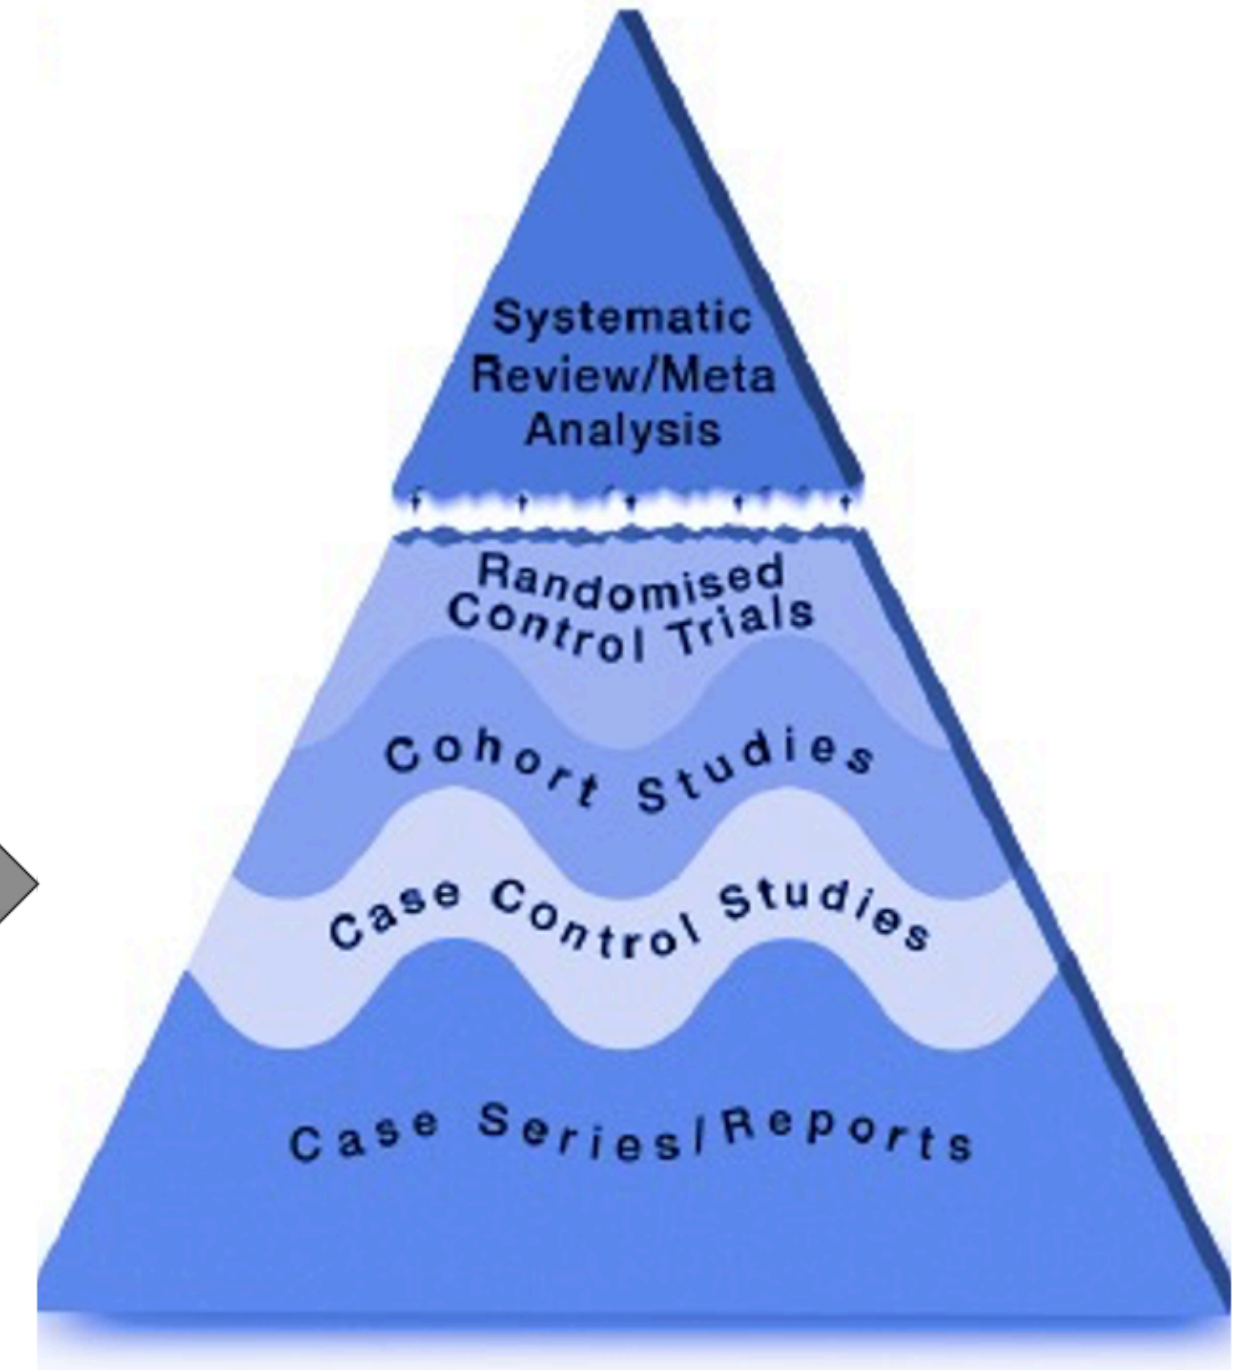 Systematic
Review/Meta
Analysis
Randomised
Control Trials
Cohort Studies
Case Control Studies
Case Series/Reports